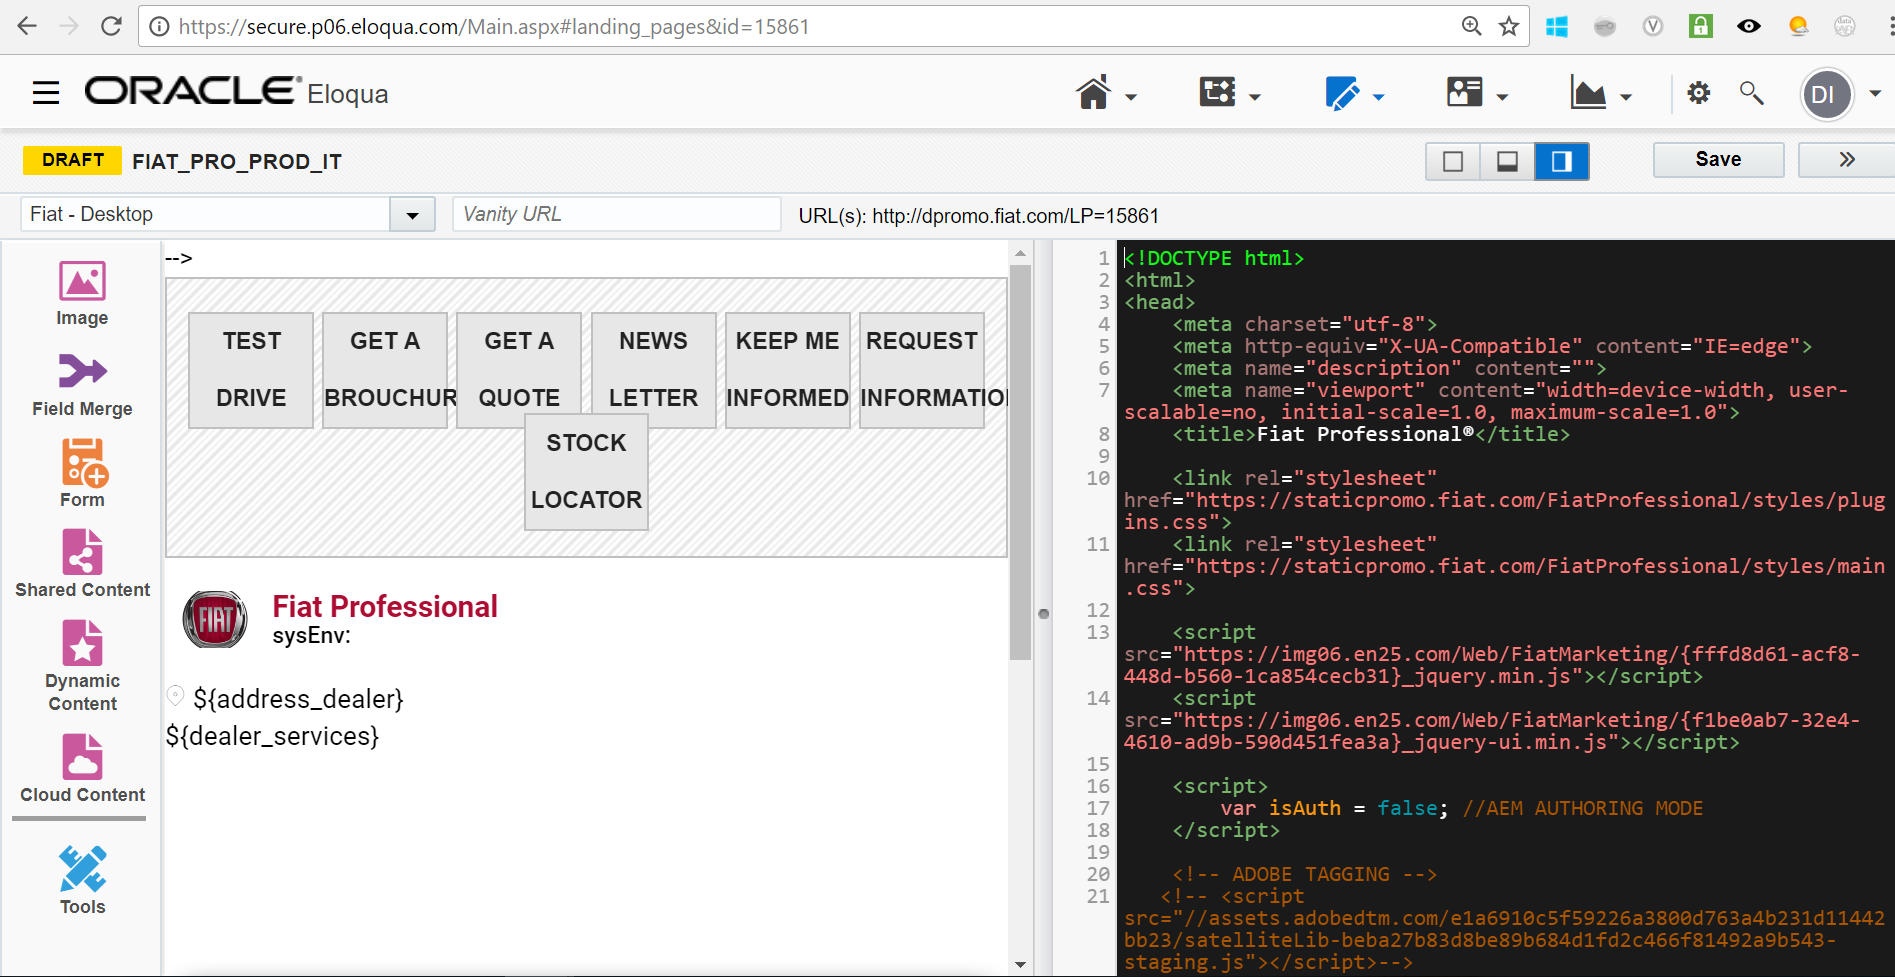 https://secure.p06.eloqua.com/Main.aspx#landing_pages&id=15861
ORACLE® Eloqua
DI
DRAFT FIAT_PRO_PROD_IT
Save
»
Fiat - Desktop
Vanity URL
URL(s): http://dpromo.fiat.com/LP=15861
Image
Field Merge
Form
Shared Content
Dynamic
Content
Cloud Content
Tools
-->
TEST
DRIVE
GET A
BROUCHUR
GET A
QUOTE
NEWS
LETTER
KEEP ME
INFORMED
REQUEST
INFORMATIO
STOCK
LOCATOR
FIAT
Fiat Professional
sysEnv:
${address_dealer}
${dealer_services}
1 <!DOCTYPE html>
2 <html>
3 <head>
4 <meta charset="utf-8">
5 <meta http-equiv="X-UA-Compatible" content="IE=edge">
6 <meta name="description" content="">
7 <meta name="viewport" content="width=device-width, user-
scalable=no, initial-scale=1.0, maximum-scale=1.0">
8 <title>Fiat Professional®</title>
9
10 <link rel="stylesheet"
href="https://staticpromo.fiat.com/FiatProfessional/styles/plug
ins.css">
11 <link rel="stylesheet"
href="https://staticpromo.fiat.com/FiatProfessional/styles/main
.css">
12
13 <script
src="https://img06.en25.com/Web/FiatMarketing/{fffd8d61-acf8-
448d-b560-1ca854cecb31}_jquery.min.js"></script>
14 <script
src="https://img06.en25.com/Web/FiatMarketing/{f1be0ab7-32e4-
4610-ad9b-590d451fea3a}_jquery-ui.min.js"></script>
15
16 <script>
17 var isAuth = false; //AEM AUTHORING MODE
18 </script>
19
20 <!-- ADOBE TAGGING -->
21 <!-- <script
src="//assets.adobedtm.com/e1a6910c5f59226a3800d763a4b231d11442
bb23/satelliteLib-beba27b83d8be89b684d1fd2c466f81492a9b543-
staging.js"></script>-->